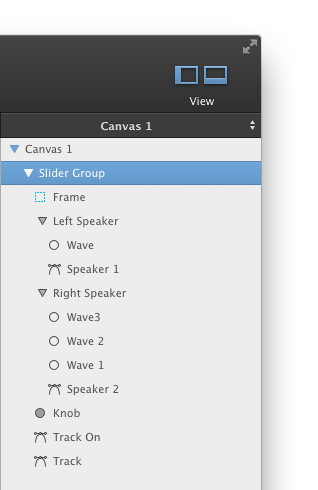 View
Canvas 1
Canvas 1
Slider Group
Frame
Left Speaker
Wave
Speaker 1
Right Speaker
Wave3
Wave 2
Wave 1
Speaker 2
Knob
Track On
Track